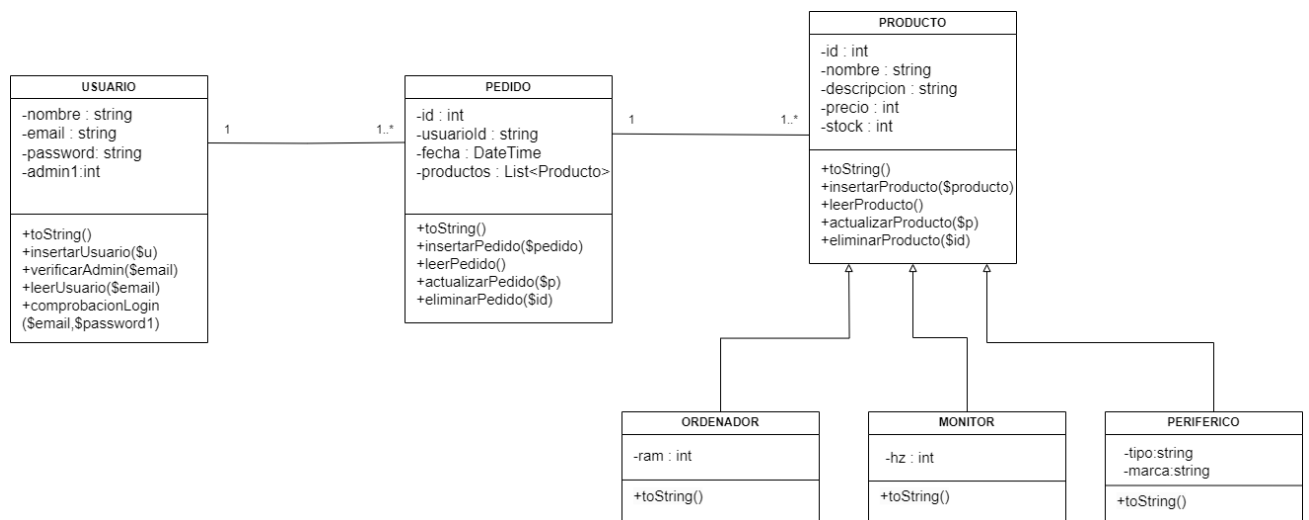 USUARIO
-nombre : string
-email : string
-password: string
-admin1:int
+toString()
+insertarUsuario($u)
+verificarAdmin($email)
+leerUsuario($email)
+comprobacionLogin
($email,$password1)
1
1..*
PEDIDO
-id : int
-usuarioId : string
-fecha : DateTime
-productos : List<Producto>
+toString()
+insertarPedido($pedido)
+leerPedido()
+actualizarPedido($p)
+eliminarPedido($id)
1
1..*
PRODUCTO
-id : int
-nombre : string
-descripcion : string
-precio : int
-stock : int
+toString()
+insertarProducto($producto)
+leerProducto()
+actualizarProducto($p)
+eliminarProducto($id)
ORDENADOR
-ram : int
+toString()
MONITOR
-hz : int
+toString()
PERIFERICO
-tipo:string
-marca:string
+toString()